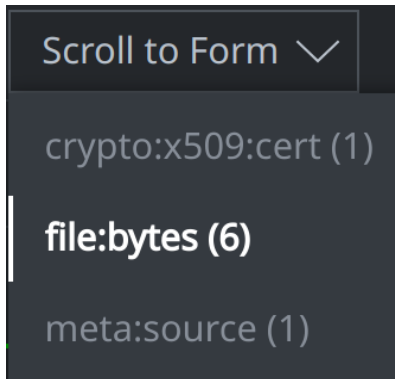 Scroll to Form
crypto:x509:cert (1)
file:bytes (6)
meta:source (1)